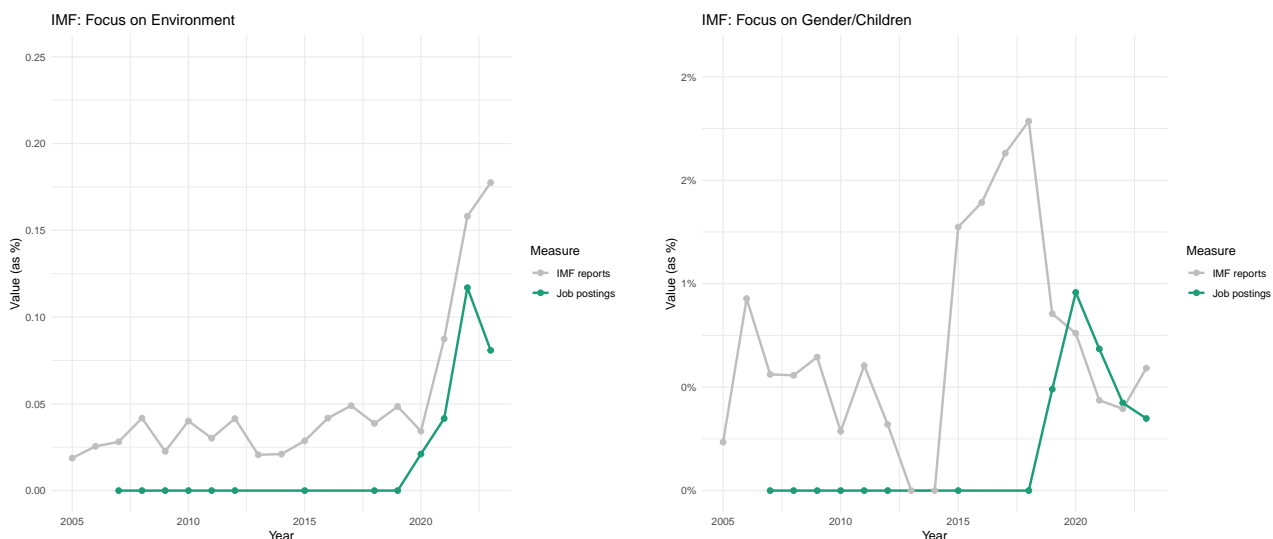 IMF: Focus on Environment
0.25
0.20
0.15
0.10
0.05
0.00
Value (as %)
2005
2010
2015
2020
Year
Measure
IMF reports
Job postings
IMF: Focus on Gender/Children
2%
2%
1%
0%
0%
Value (as %)
2005
2010
2015
2020
Year
Measure
IMF reports
Job postings